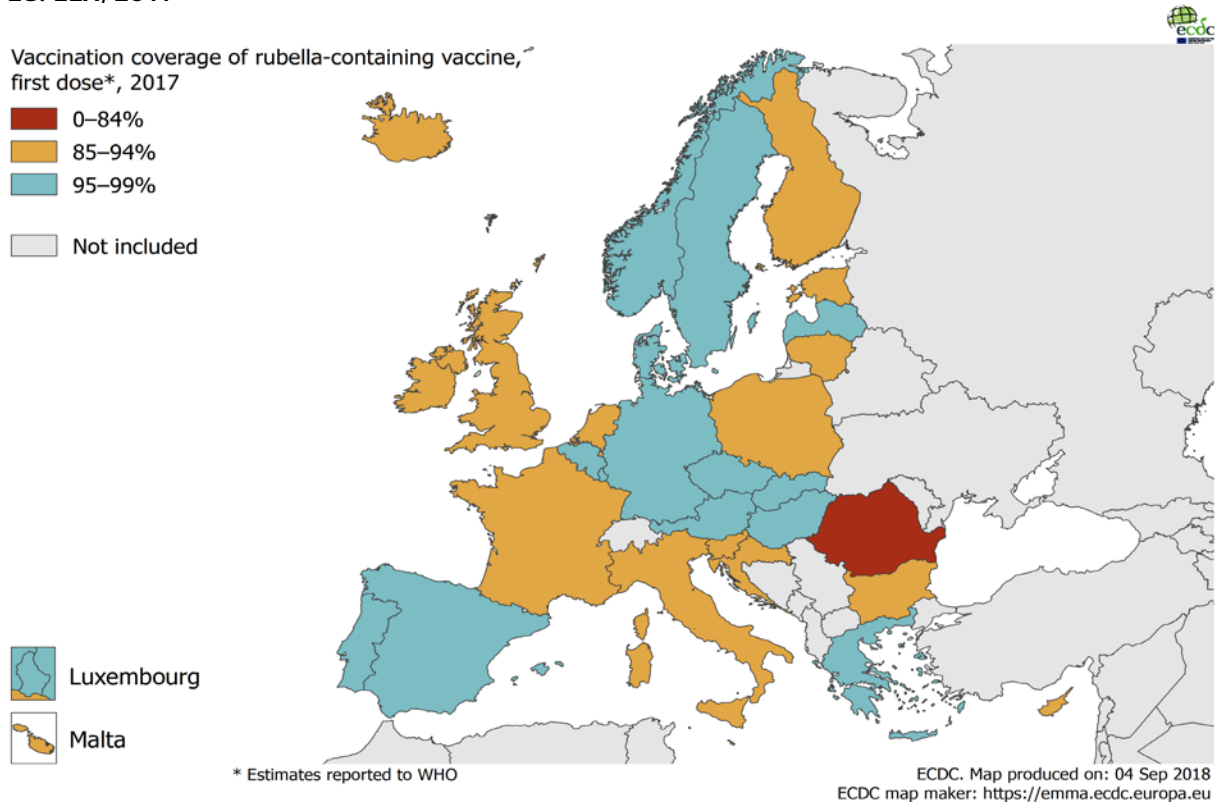 Vaccination coverage of rubella-containing vaccine,
first dose*, 2017
0–84%
85–94%
95–99%
Not included
Luxembourg
Malta
* Estimates reported to WHO
ECDC. Map produced on: 04 Sep 2018
ECDC map maker: https://emma.ecdc.europa.eu
ecdc